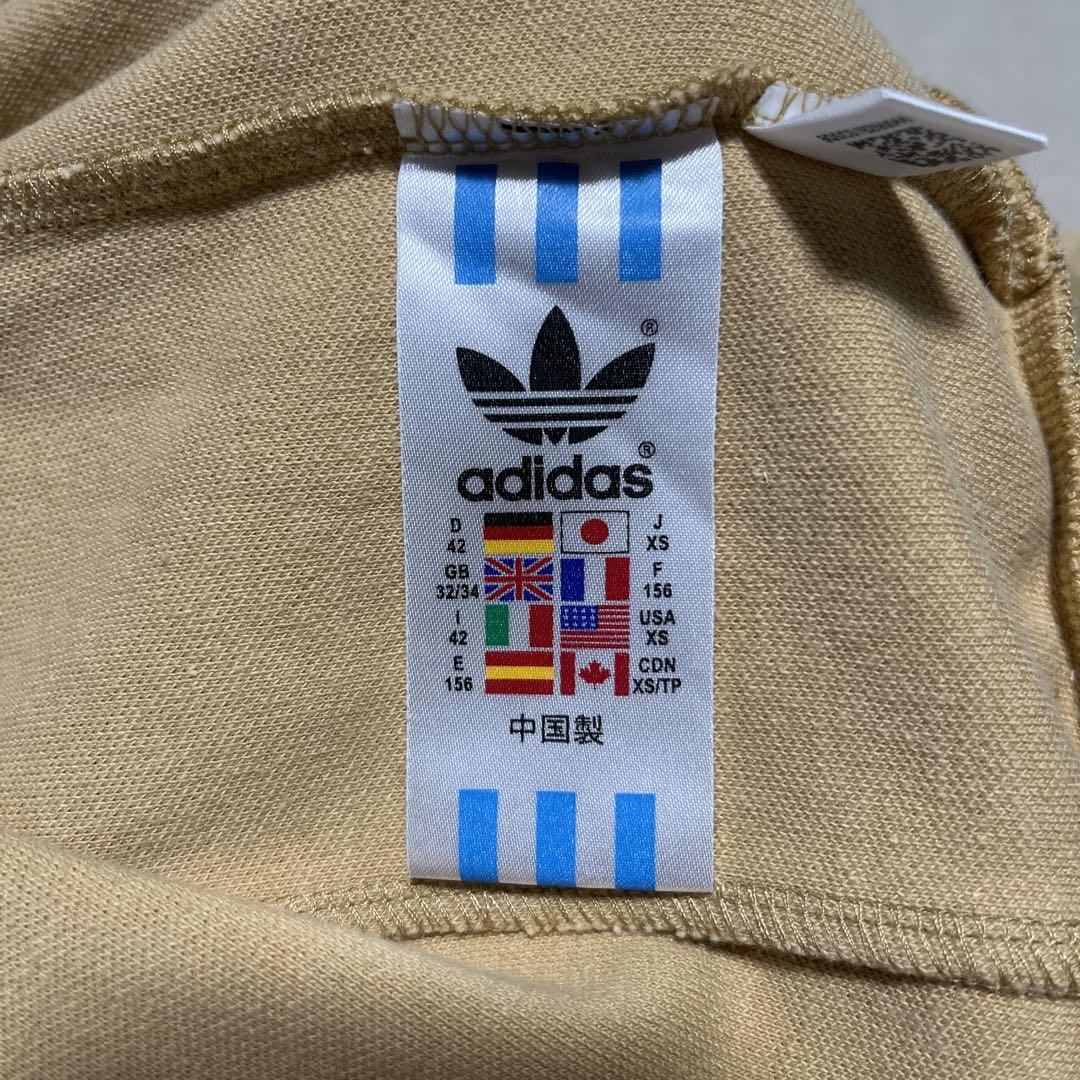 ®
adidas®
D 42 J XS
GB 32/34 F 156
I 42 USA XS
E 156 CDN XS/TP
中国製